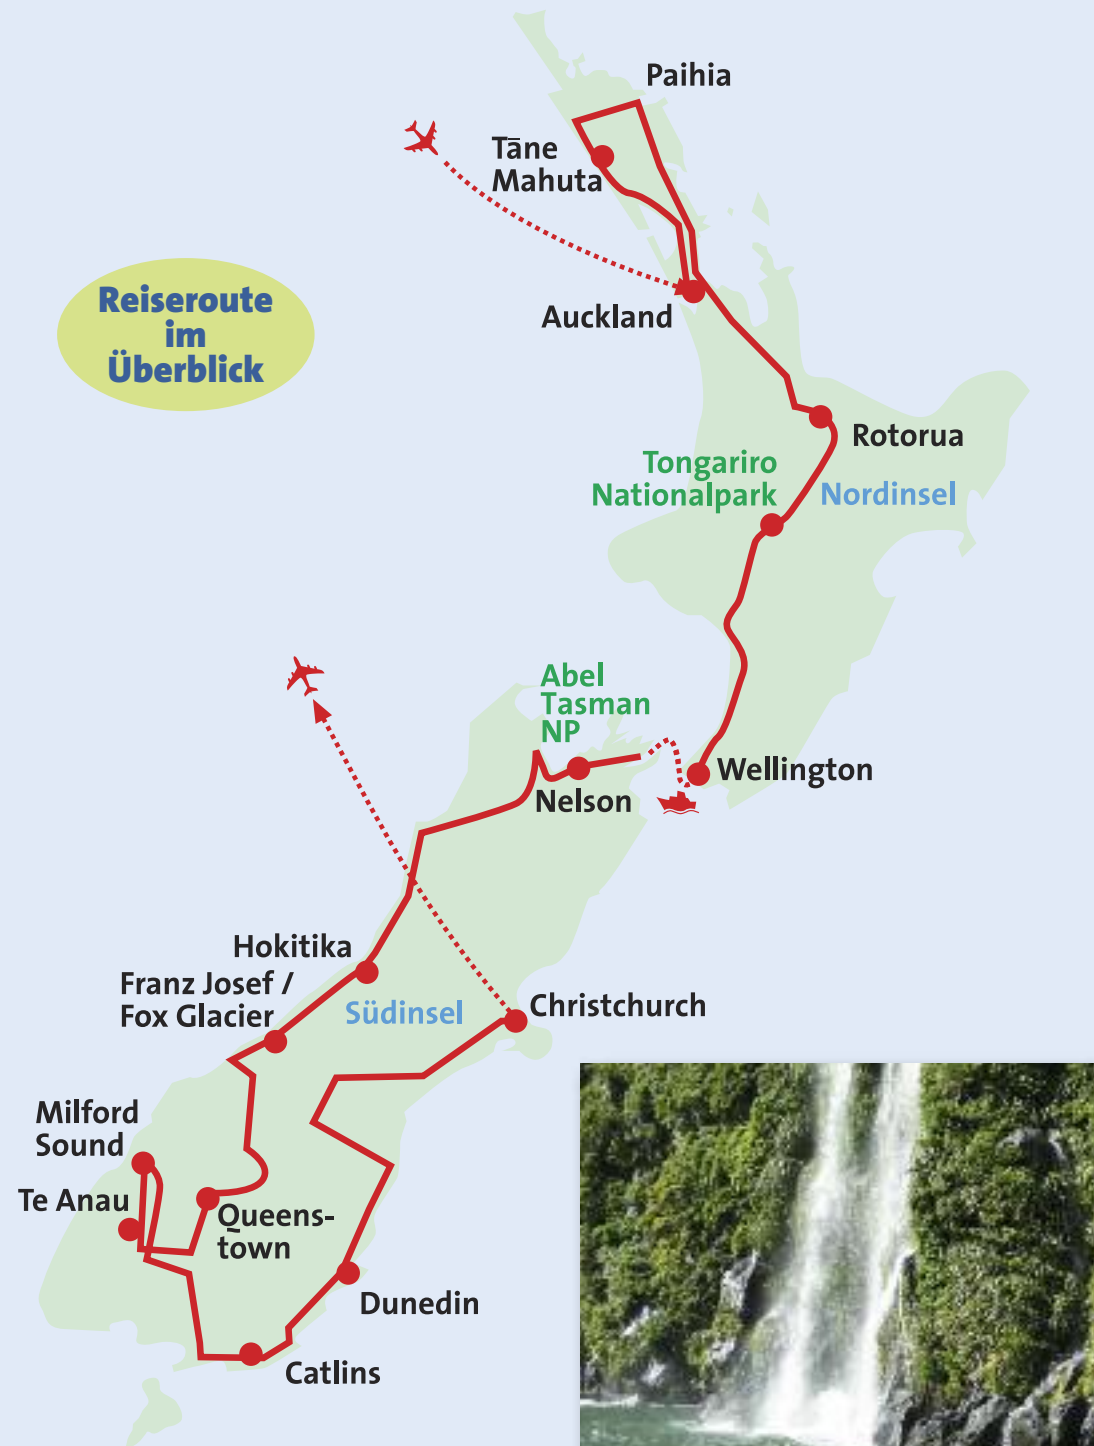 Paihia
Tāne
Mahuta
Auckland
Reiseroute
im
Überblick
Rotorua
Tongariro
Nationalpark
Nordinsel
Abel
Tasman
NP
Wellington
Nelson
Hokitika
Franz Josef /
Fox Glacier
Südinsel
Christchurch
Milford
Sound
Te Anau
Queens-
town
Dunedin
Catlins